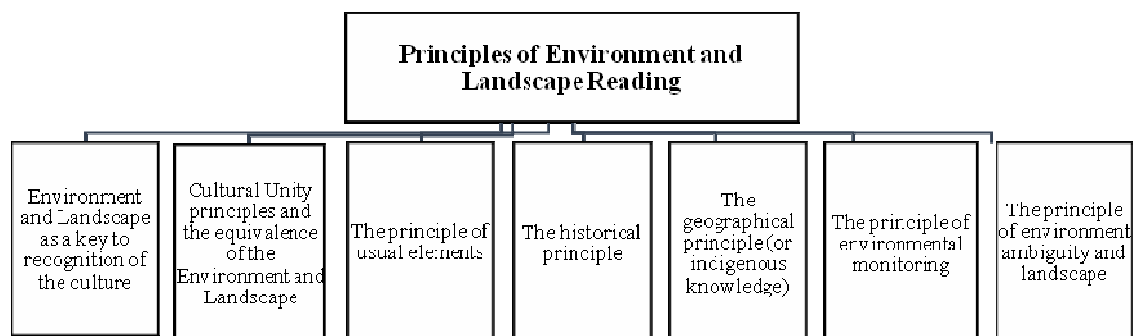 Principles of Environment and
Landscape Reading
Environment
and Landscape
as a key to
recognition of
the culture
Cultural Unity
principles and
the equivalence
of the
Environment and
Landscape
The principle of
usual elements
The historical
principle
The
geographical
principle (or
indigenous
knowledge)
The principle of
environmental
monitoring
The principle
of environment
ambiguity and
landscape